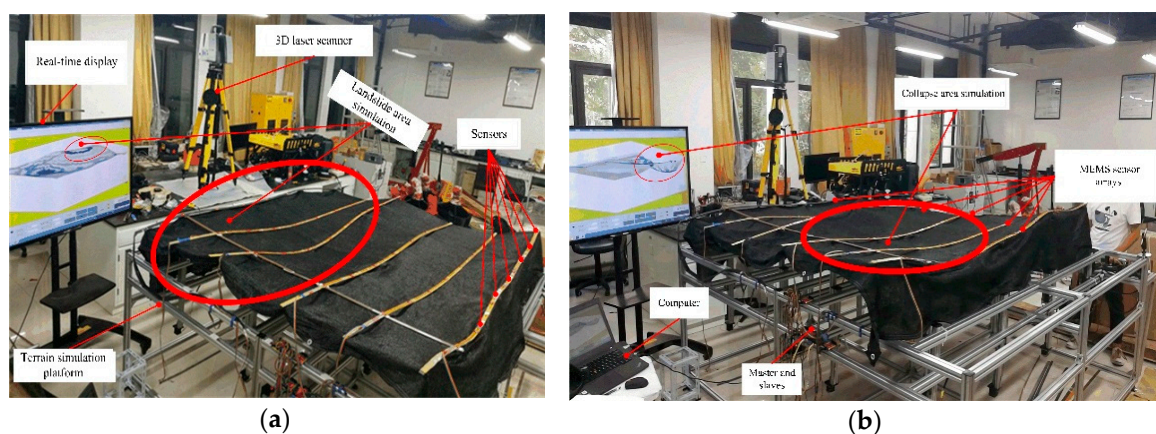 3D laser scanner
Real-time display
Landslide area
simulation
Sensors
Terrain simulation
platform
(a)
Collapse area simulation
MEMS sensor
arrays
Computer
Master and
slaves
(b)